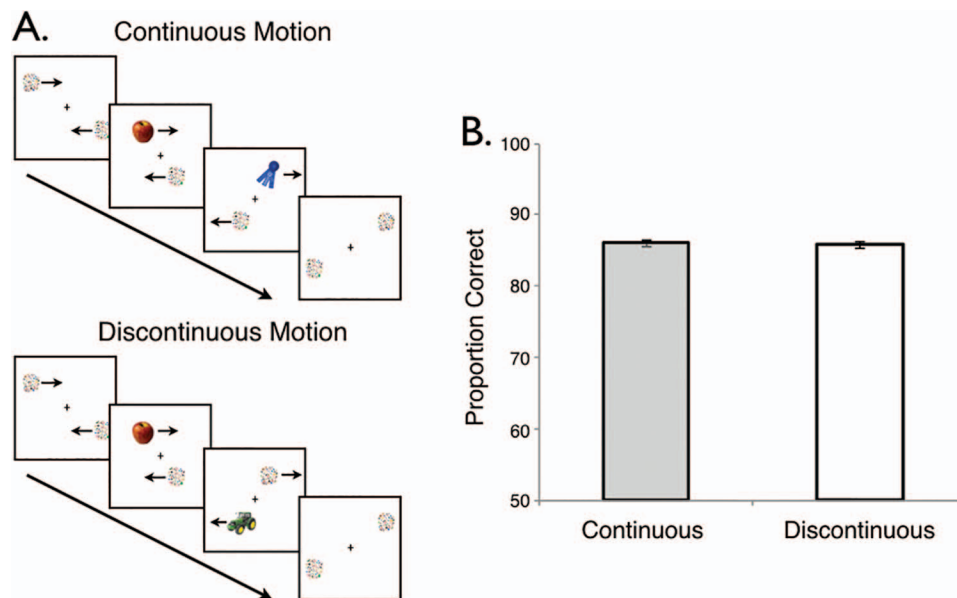 A.
Continuous Motion
Discontinuous Motion
B.
Proportion Correct
100
90
80
70
60
50
Continuous
Discontinuous